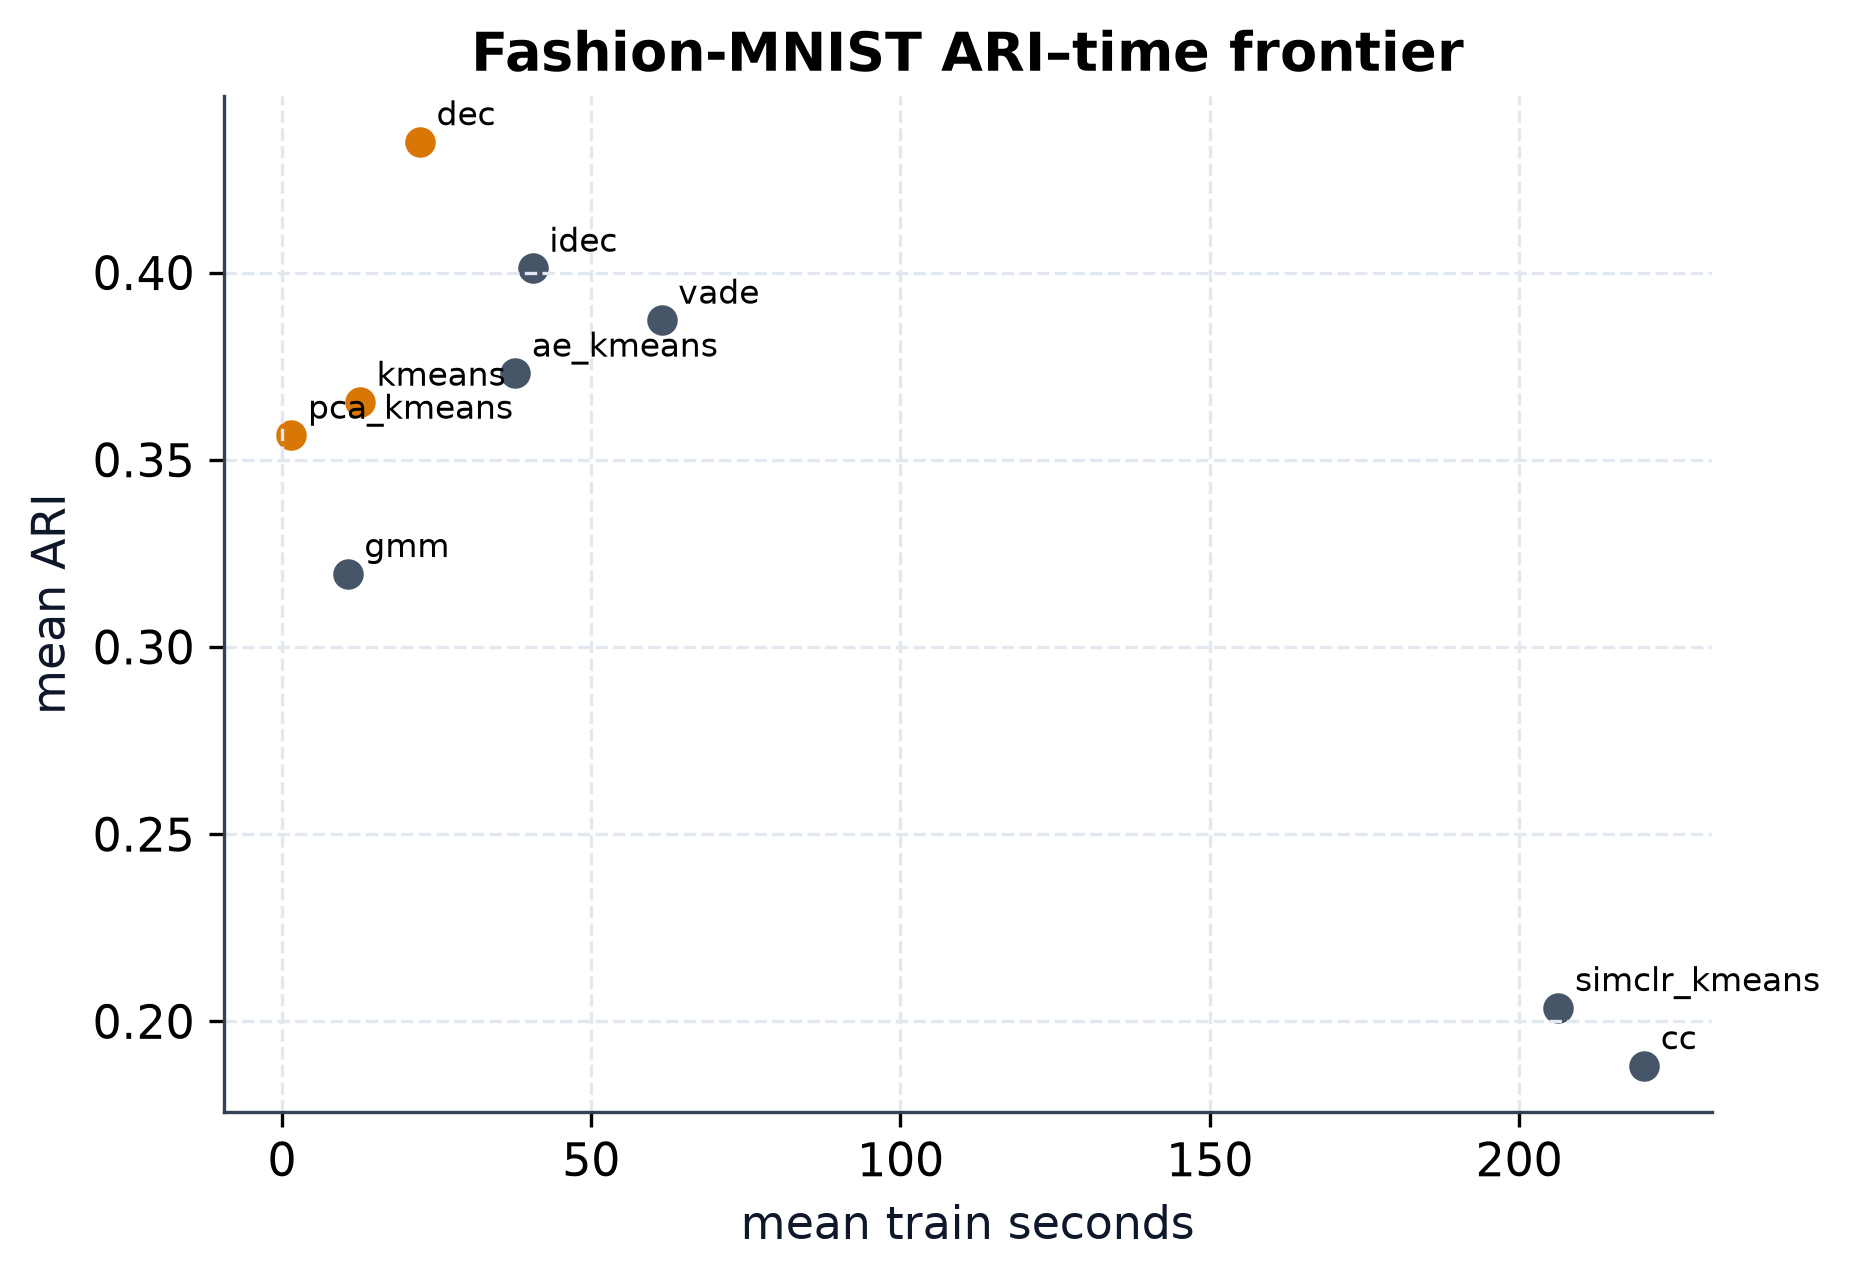 Fashion-MNIST ARI–time frontier
dec
idec
vade
ae_kmeans
kmeans
pca_kmeans
gmm
simclr_kmeans
cc
mean ARI
0.40
0.35
0.30
0.25
0.20
0 50 100 150 200
mean train seconds